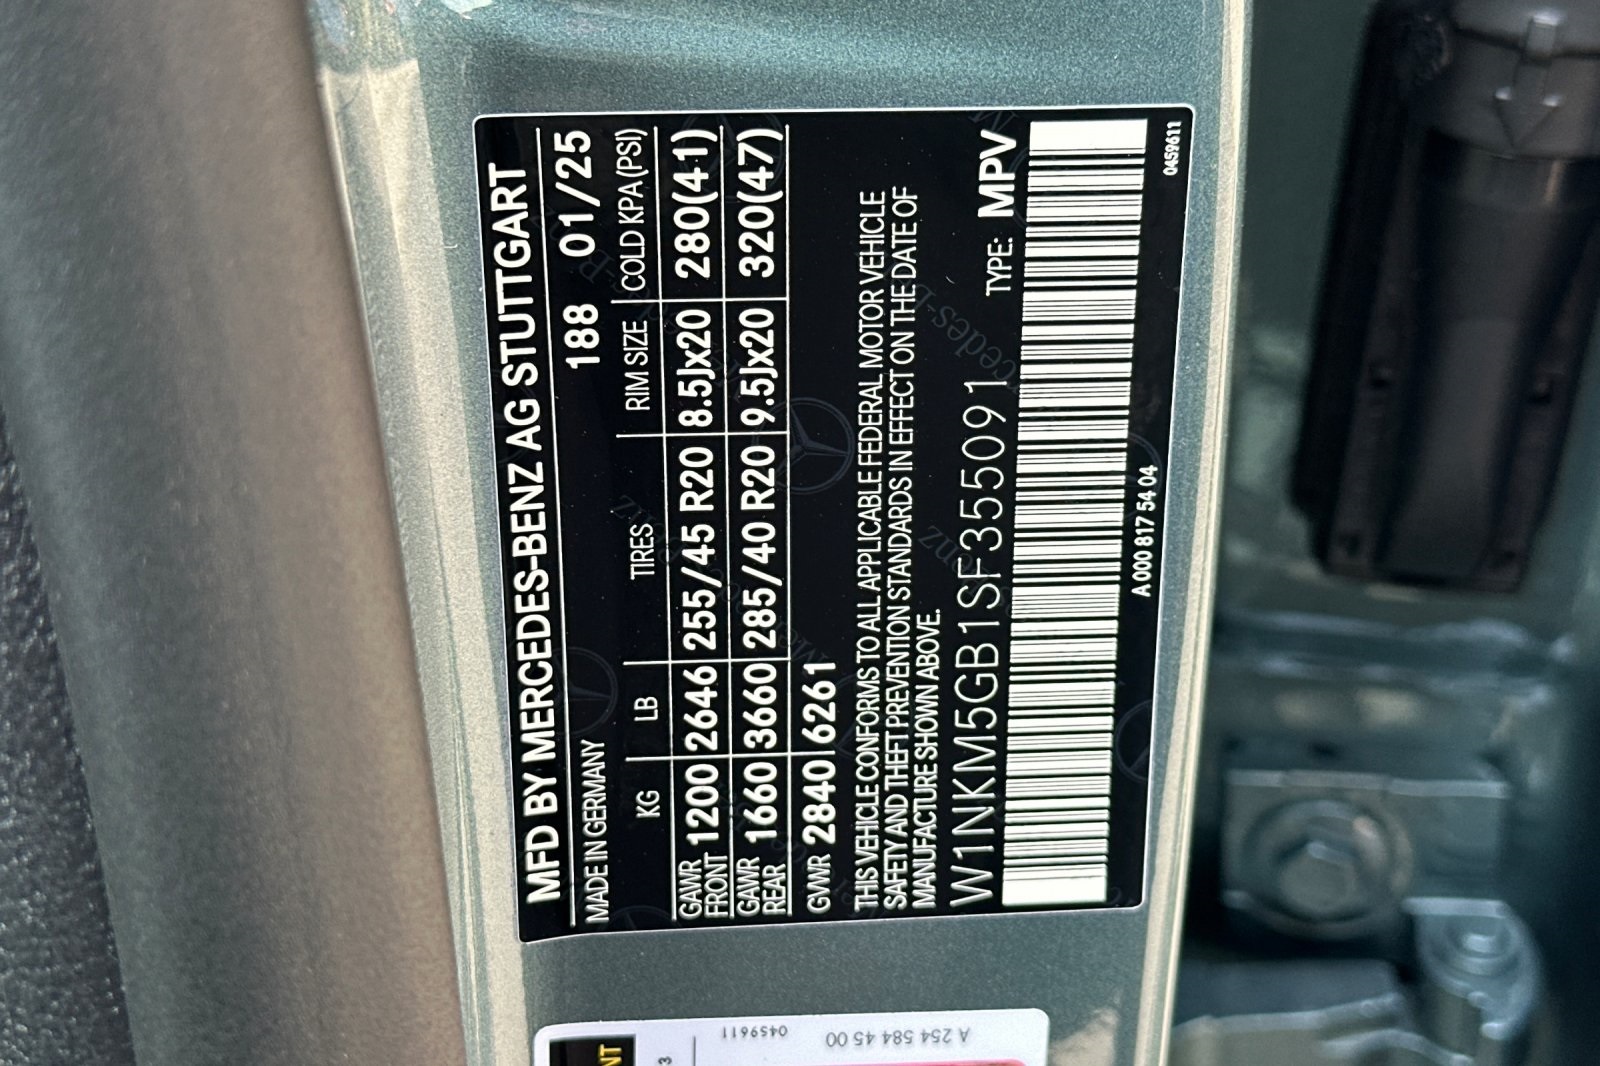 MFD BY MERCEDES-BENZ AG STUTTGART
MADE IN GERMANY 188 01/25
KG LB TIRES RIM SIZE COLD KPA(PSI)
GAWR FRONT 1200 2646 255/45 R20 8.5Jx20 280(41)
GAWR REAR 1660 3660 285/40 R20 9.5Jx20 320(47)
GVWR 2840 6261
THIS VEHICLE CONFORMS TO ALL APPLICABLE FEDERAL MOTOR VEHICLE
SAFETY AND THEFT PREVENTION STANDARDS IN EFFECT ON THE DATE OF
MANUFACTURE SHOWN ABOVE.
W1NKM5GB1SF355091 TYPE: MPV
A 000 817 54 04 0459611
A 254 584 45 00
0459611